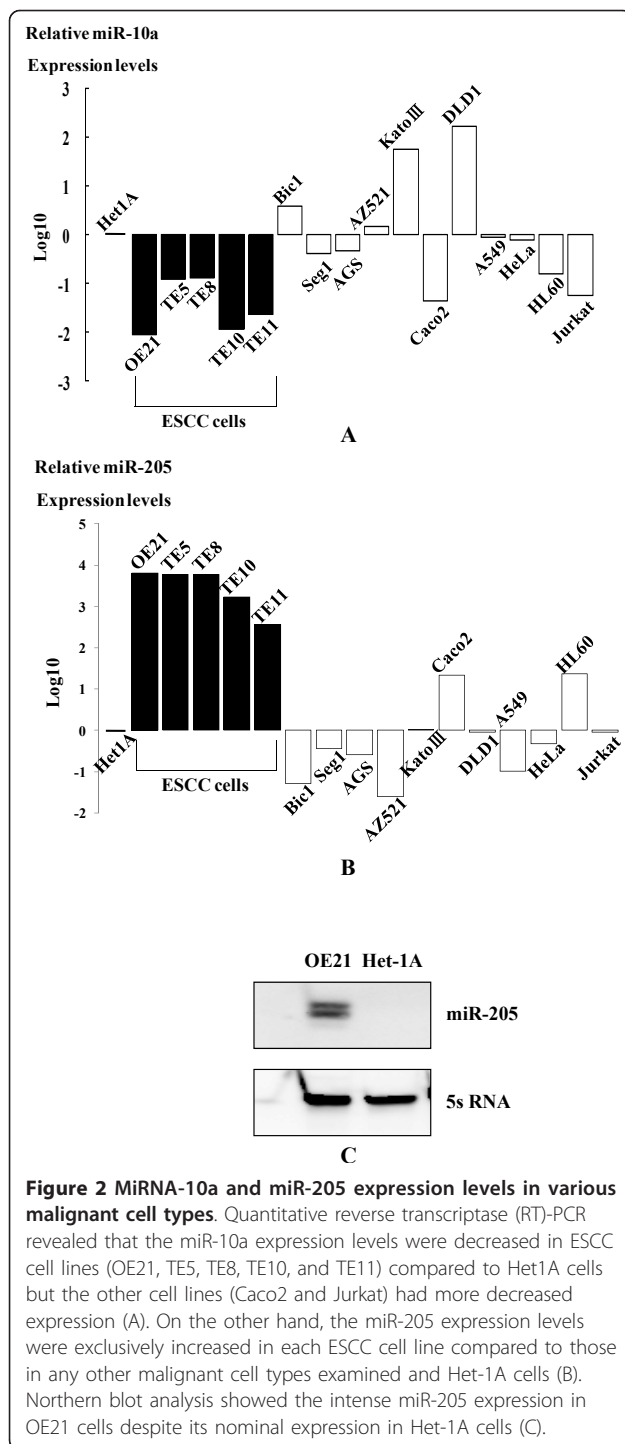 Relative miR-10a
Expression levels
3
2
1
0
-1
-2
-3
Log10
Het1A
OE21
TE5
TE8
TE10
TE11
Bic1
Seg1
AGS
AZ521
KatoIII
Caco2
DLD1
A549
HeLa
HL60
Jurkat
ESCC cells
A
Relative miR-205
Expression levels
5
4
3
2
1
0
-1
-2
Log10
Het1A
OE21
TE5
TE8
TE10
TE11
Bic1
Seg1
AGS
AZ521
KatoIII
Caco2
DLD1
A549
HeLa
HL60
Jurkat
ESCC cells
B
OE21 Het-1A
miR-205
5s RNA
C
Figure 2 MiRNA-10a and miR-205 expression levels in various
malignant cell types. Quantitative reverse transcriptase (RT)-PCR
revealed that the miR-10a expression levels were decreased in ESCC
cell lines (OE21, TE5, TE8, TE10, and TE11) compared to Het1A cells
but the other cell lines (Caco2 and Jurkat) had more decreased
expression (A). On the other hand, the miR-205 expression levels
were exclusively increased in each ESCC cell line compared to those
in any other malignant cell types examined and Het-1A cells (B).
Northern blot analysis showed the intense miR-205 expression in
OE21 cells despite its nominal expression in Het-1A cells (C).